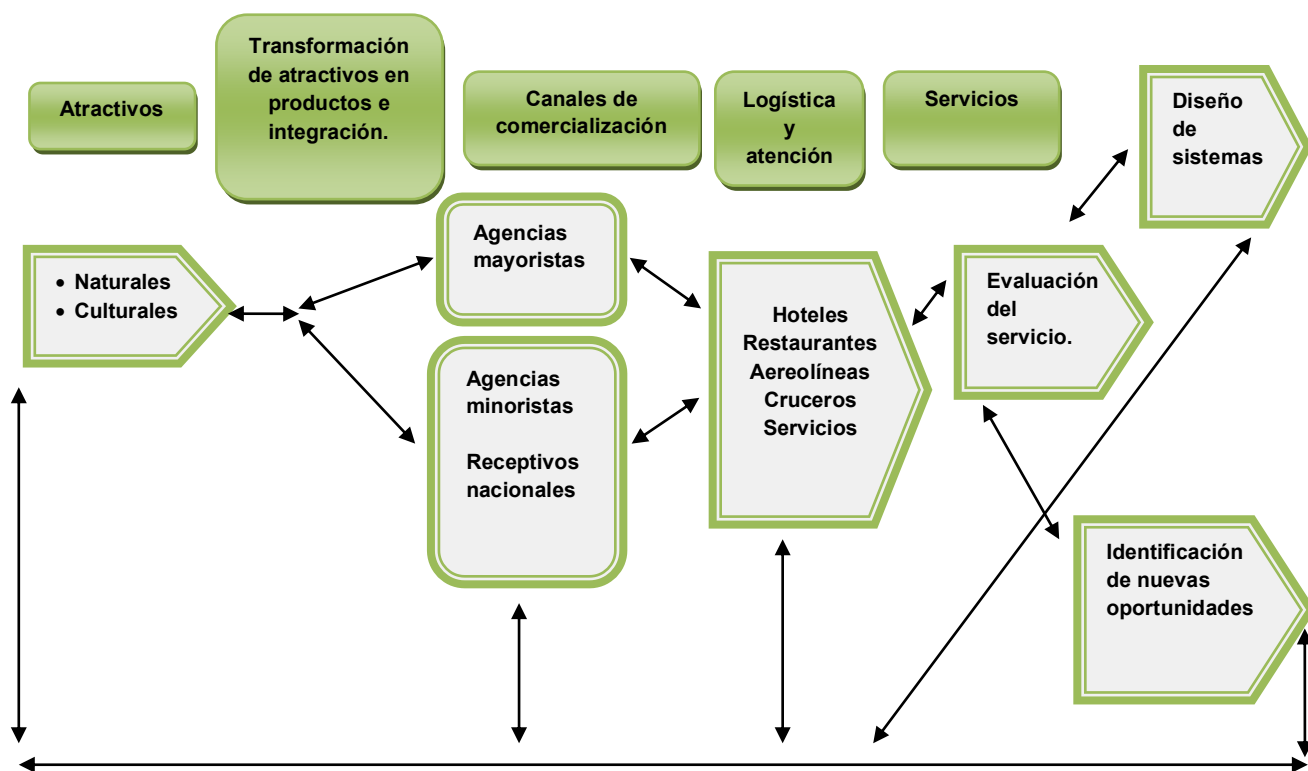 Atractivos
Transformación
de atractivos en
productos e
integración.
Canales de
comercialización
Logística
y
atención
Servicios
Diseño
de
sistemas
• Naturales
• Culturales
Agencias
mayoristas
Agencias
minoristas
Receptivos
nacionales
Hoteles
Restaurantes
Aereolíneas
Cruceros
Servicios
Evaluación
del
servicio.
Identificación
de nuevas
oportunidades